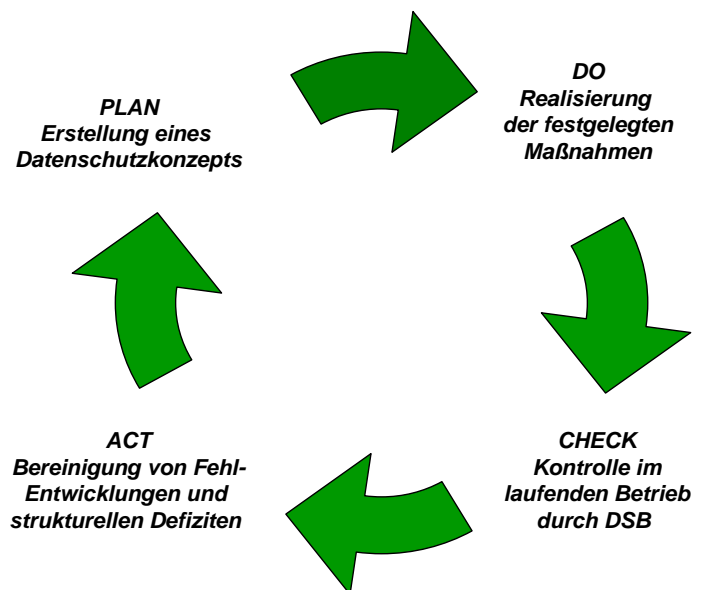 PLAN
Erstellung eines
Datenschutzkonzepts
DO
Realisierung
der festgelegten
Maßnahmen
CHECK
Kontrolle im
laufenden Betrieb
durch DSB
ACT
Bereinigung von Fehl-
Entwicklungen und
strukturellen Defiziten